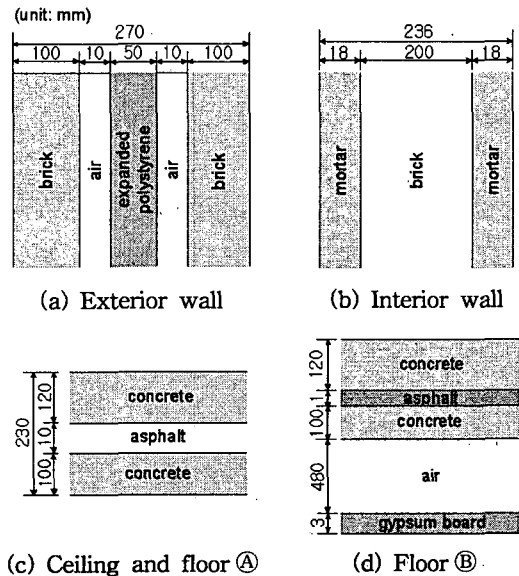 (unit: mm)
270
100 10 50 10 100
brick
air
expanded polystyrene
air
brick
(a) Exterior wall
236
18 200 18
mortar
brick
mortar
(b) Interior wall
230
120
10
100
concrete
asphalt
concrete
(c) Ceiling and floor Ⓐ
120
1
100
480
3
concrete
asphalt
concrete
air
gypsum board
(d) Floor Ⓑ